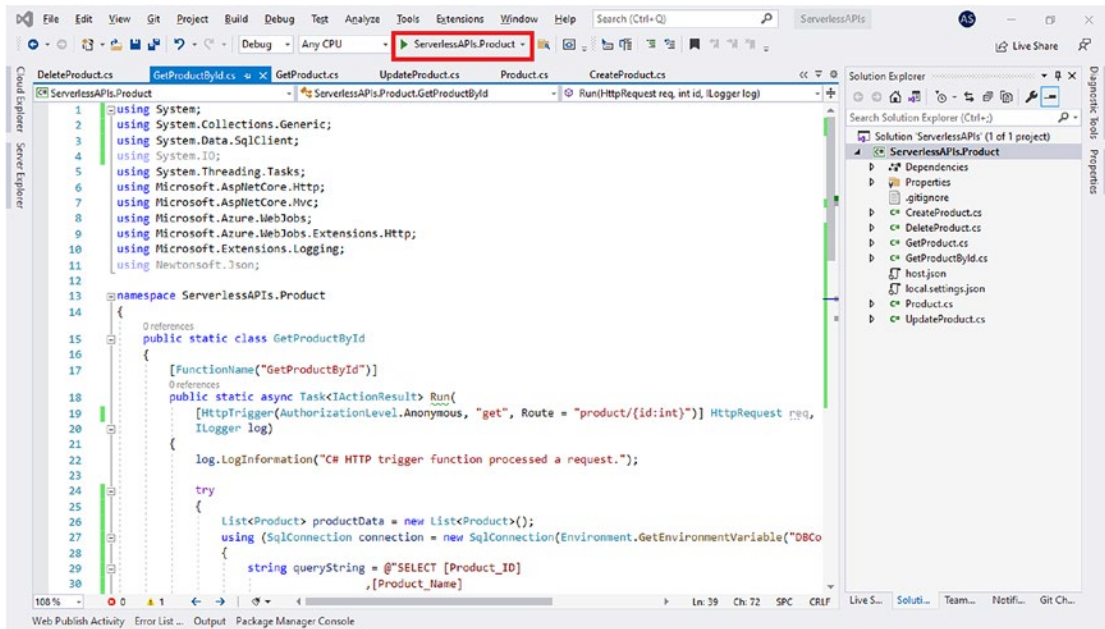 File Edit View Git Project Build Debug Test Analyze Tools Extensions Window Help Search (Ctrl+Q) ServerlessAPIs AS
Debug Any CPU ServerlessAPIs.Product Live Share
DeleteProduct.cs GetProductById.cs GetProduct.cs UpdateProduct.cs Product.cs CreateProduct.cs
ServerlessAPIs.Product ServerlessAPIs.Product.GetProductById Run(HttpRequest req, int id, ILogger log)
Cloud Explorer
Server Explorer
1 using System;
2 using System.Collections.Generic;
3 using System.Data.SqlClient;
4 using System.IO;
5 using System.Threading.Tasks;
6 using Microsoft.AspNetCore.Http;
7 using Microsoft.AspNetCore.Mvc;
8 using Microsoft.Azure.WebJobs;
9 using Microsoft.Azure.WebJobs.Extensions.Http;
10 using Microsoft.Extensions.Logging;
11 using Newtonsoft.Json;
12
13 namespace ServerlessAPIs.Product
14 {
0 references
15 public static class GetProductById
16 {
17 [FunctionName("GetProductById")]
0 references
18 public static async Task<IActionResult> Run(
19 [HttpTrigger(AuthorizationLevel.Anonymous, "get", Route = "product/{id:int}")] HttpRequest req,
20 ILogger log)
21 {
22 log.LogInformation("C# HTTP trigger function processed a request.");
23
24 try
25 {
26 List<Product> productData = new List<Product>();
27 using (SqlConnection connection = new SqlConnection(Environment.GetEnvironmentVariable("DBCo
28 {
29 string queryString = @"SELECT [Product_ID]
30 ,[Product_Name]
108 % 0 1 Ln: 39 Ch: 72 SPC CRLF
Web Publish Activity Error List ... Output Package Manager Console
Solution Explorer
Search Solution Explorer (Ctrl+;)
Solution 'ServerlessAPIs' (1 of 1 project)
C# ServerlessAPIs.Product
Dependencies
Properties
.gitignore
C# CreateProduct.cs
C# DeleteProduct.cs
C# GetProduct.cs
C# GetProductById.cs
host.json
local.settings.json
C# Product.cs
C# UpdateProduct.cs
Live S... Soluti... Team... Notifi... Git Ch...
Diagnostic Tools
Properties